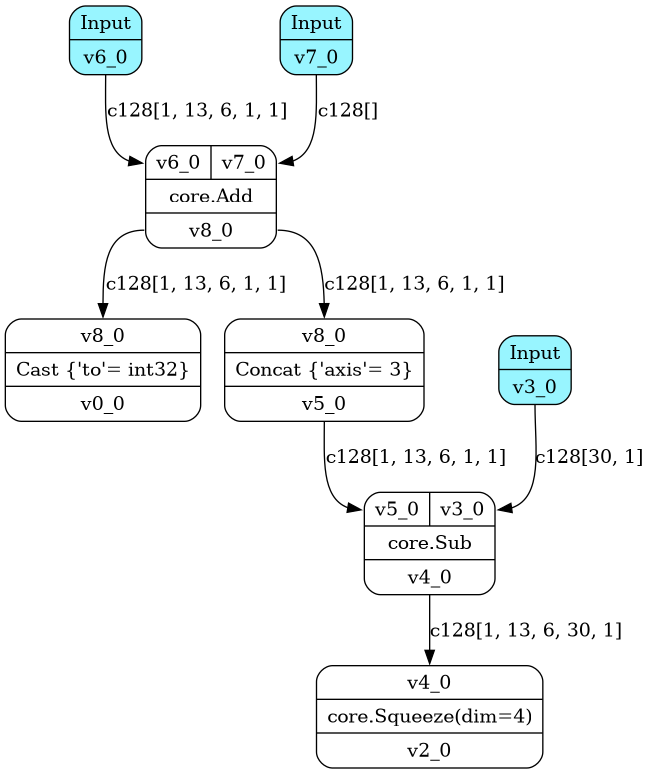 Input
v6_0
Input
v7_0
c128[1, 13, 6, 1, 1]
c128[]
v6_0 v7_0
core.Add
v8_0
c128[1, 13, 6, 1, 1]
c128[1, 13, 6, 1, 1]
v8_0
Cast {'to'= int32}
v0_0
v8_0
Concat {'axis'= 3}
v5_0
Input
v3_0
c128[1, 13, 6, 1, 1]
c128[30, 1]
v5_0 v3_0
core.Sub
v4_0
c128[1, 13, 6, 30, 1]
v4_0
core.Squeeze(dim=4)
v2_0